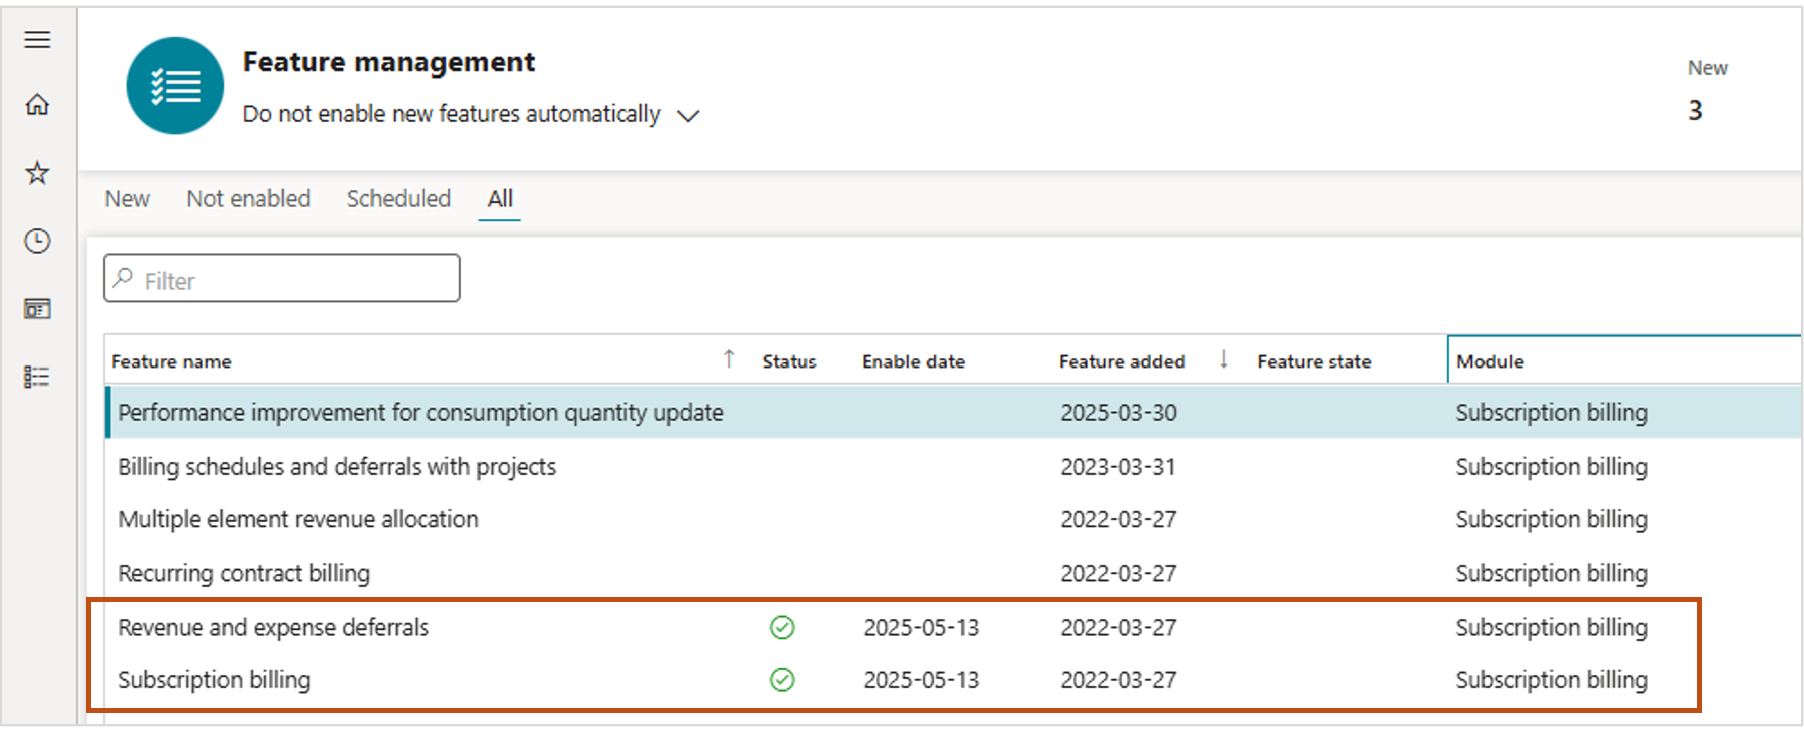 Feature management
Do not enable new features automatically
New
3
New Not enabled Scheduled All
Filter
Feature name Status Enable date Feature added Feature state Module
Performance improvement for consumption quantity update 2025-03-30 Subscription billing
Billing schedules and deferrals with projects 2023-03-31 Subscription billing
Multiple element revenue allocation 2022-03-27 Subscription billing
Recurring contract billing 2022-03-27 Subscription billing
Revenue and expense deferrals 2025-05-13 2022-03-27 Subscription billing
Subscription billing 2025-05-13 2022-03-27 Subscription billing